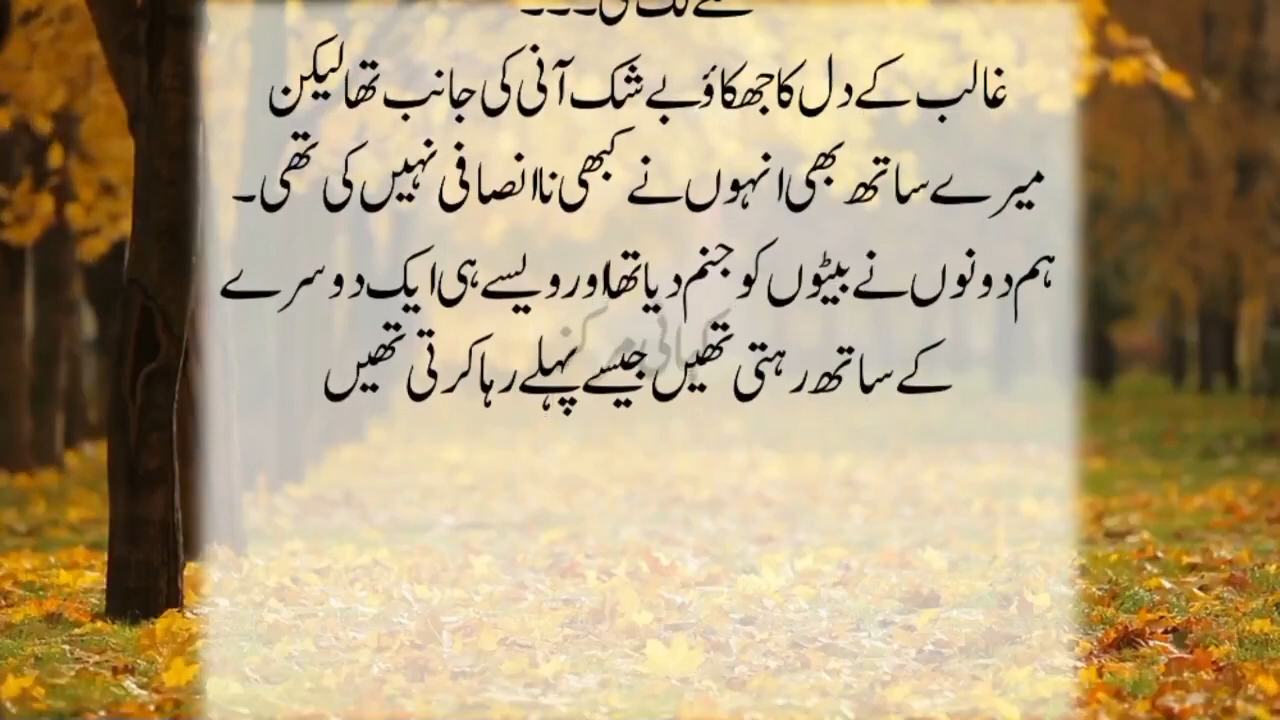 غالب کے دل کا جھکاؤ بے شک آنی کی جانب تھا لیکن
میرے ساتھ بھی انہوں نے کبھی ناانصافی نہیں کی تھی۔
ہم دونوں نے بیٹوں کو جنم دیا تھا اور ویسے ہی ایک دوسرے
کے ساتھ رہتی تھیں جیسے پہلے رہا کرتی تھیں